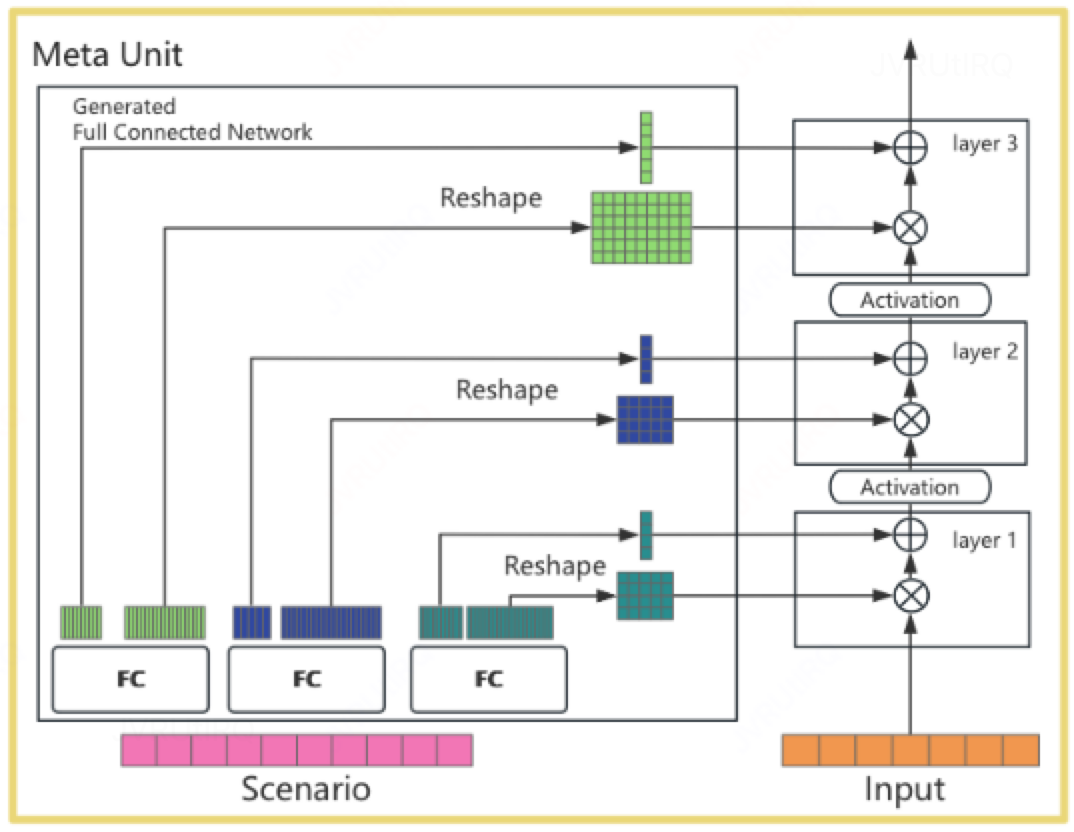 Meta Unit
Generated
Full Connected Network
Reshape
layer 3
Activation
Reshape
layer 2
Activation
Reshape
layer 1
FC
FC
FC
Scenario
Input